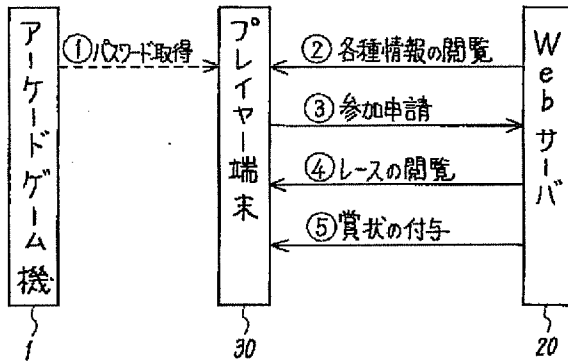 アーケードゲーム機
①パスワード取得
プレイヤー端末
②各種情報の閲覧
③参加申請
④レースの閲覧
⑤賞状の付与
Webサーバ
1
30
20